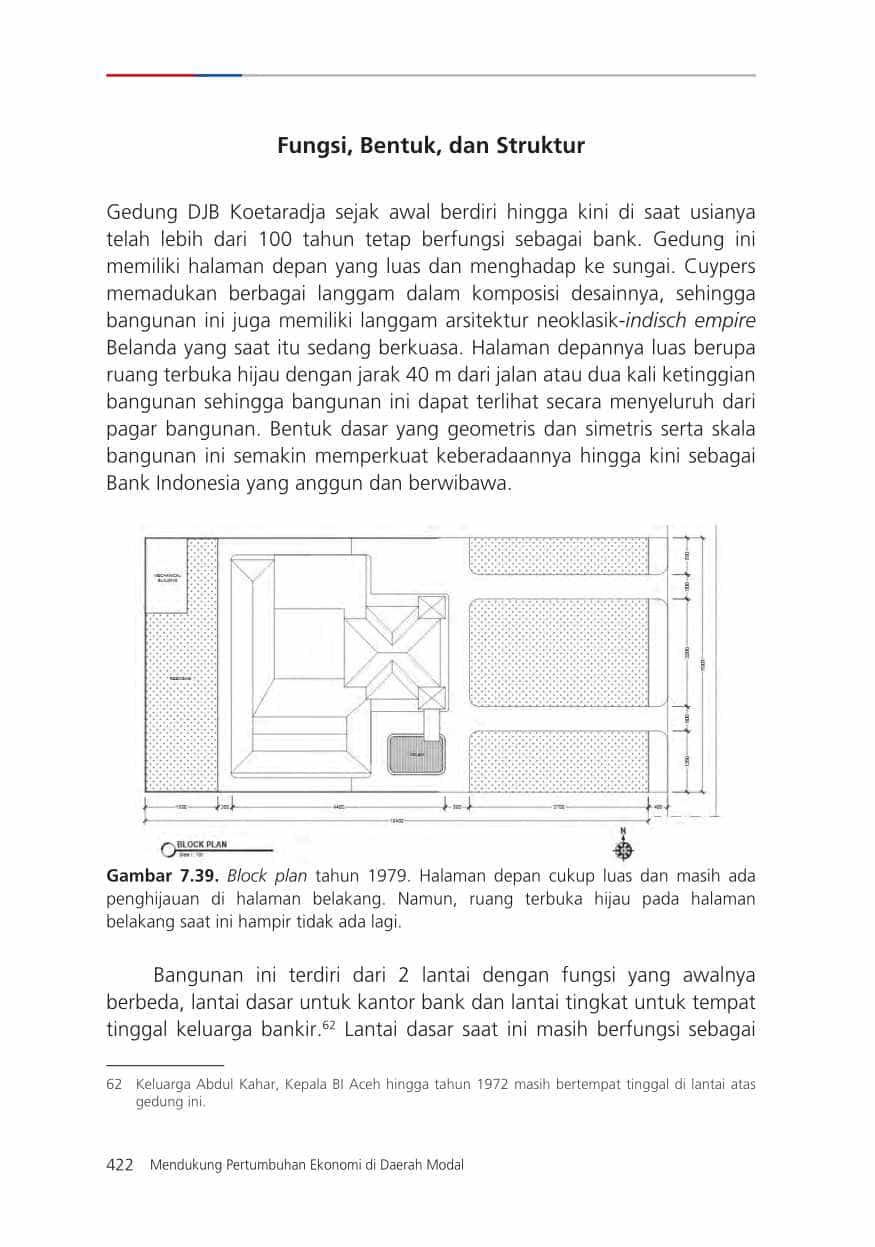 Fungsi, Bentuk, dan Struktur
Gedung DJB Koetaradja sejak awal berdiri hingga kini di saat usianya
telah lebih dari 100 tahun tetap berfungsi sebagai bank. Gedung ini
memiliki halaman depan yang luas dan menghadap ke sungai. Cuypers
memadukan berbagai langgam dalam komposisi desainnya, sehingga
bangunan ini juga memiliki langgam arsitektur neoklasik-indisch empire
Belanda yang saat itu sedang berkuasa. Halaman depannya luas berupa
ruang terbuka hijau dengan jarak 40 m dari jalan atau dua kali ketinggian
bangunan sehingga bangunan ini dapat terlihat secara menyeluruh dari
pagar bangunan. Bentuk dasar yang geometris dan simetris serta skala
bangunan ini semakin memperkuat keberadaannya hingga kini sebagai
Bank Indonesia yang anggun dan berwibawa.
MECHANICAL
BUILDING
BLOCK PLAN
N
Gambar 7.39. Block plan tahun 1979. Halaman depan cukup luas dan masih ada
penghijauan di halaman belakang. Namun, ruang terbuka hijau pada halaman
belakang saat ini hampir tidak ada lagi.
Bangunan ini terdiri dari 2 lantai dengan fungsi yang awalnya
berbeda, lantai dasar untuk kantor bank dan lantai tingkat untuk tempat
tinggal keluarga bankir.62 Lantai dasar saat ini masih berfungsi sebagai
62 Keluarga Abdul Kahar, Kepala BI Aceh hingga tahun 1972 masih bertempat tinggal di lantai atas
gedung ini.
422 Mendukung Pertumbuhan Ekonomi di Daerah Modal